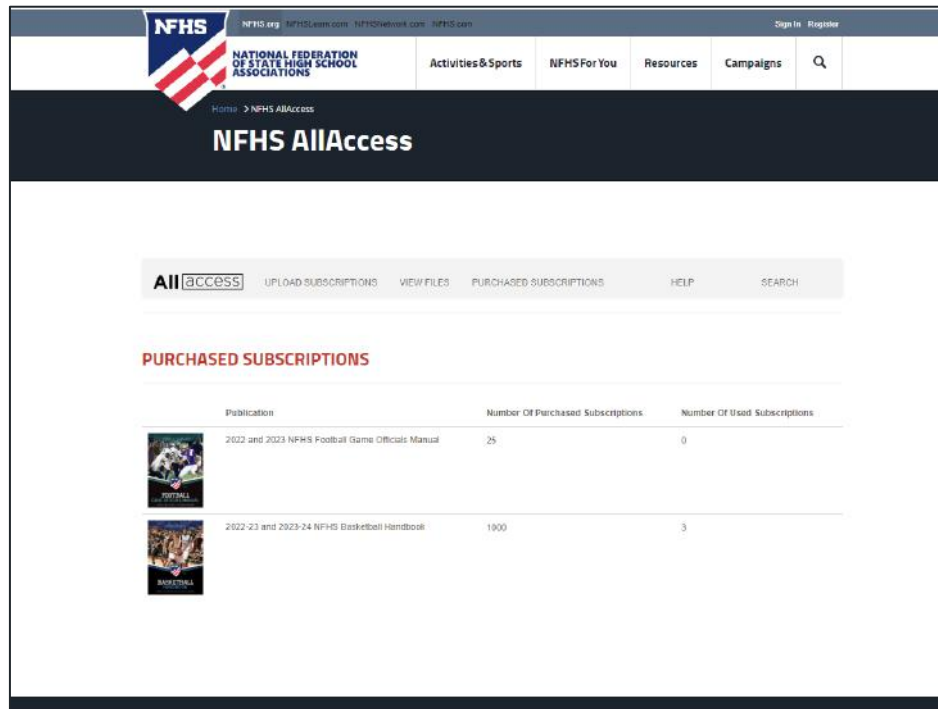 NFHS
NFHS.org NFHSLearn.com NFHSNetwork.com NFHS.com
Sign In Register
NATIONAL FEDERATION
OF STATE HIGH SCHOOL
ASSOCIATIONS
Activities & Sports NFHS For You Resources Campaigns
Home > NFHS AllAccess
NFHS AllAccess
All access UPLOAD SUBSCRIPTIONS VIEW FILES PURCHASED SUBSCRIPTIONS HELP SEARCH
PURCHASED SUBSCRIPTIONS
Publication Number Of Purchased Subscriptions Number Of Used Subscriptions
2022 and 2023 NFHS Football Game Officials Manual 25 0
FOOTBALL
2022-23 and 2023-24 NFHS Basketball Handbook 1000 3
BASKETBALL